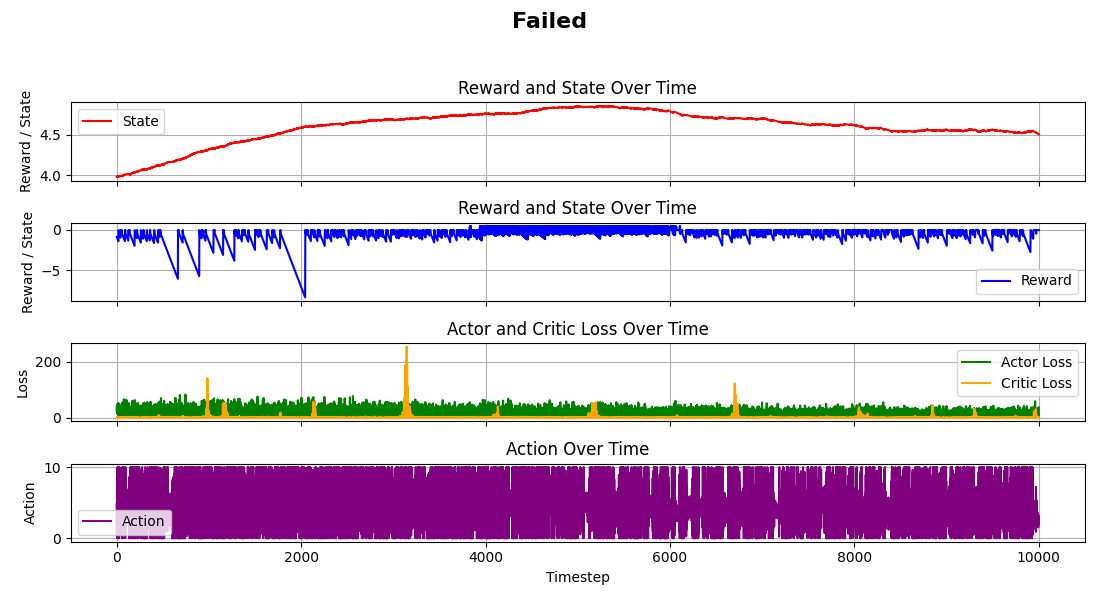 Failed
Reward and State Over Time
Reward / State
4.5
4.0
State
Reward and State Over Time
Reward / State
0
−5
Reward
Actor and Critic Loss Over Time
Loss
200
0
Actor Loss
Critic Loss
Action Over Time
Action
10
0
Action
0 2000 4000 6000 8000 10000
Timestep